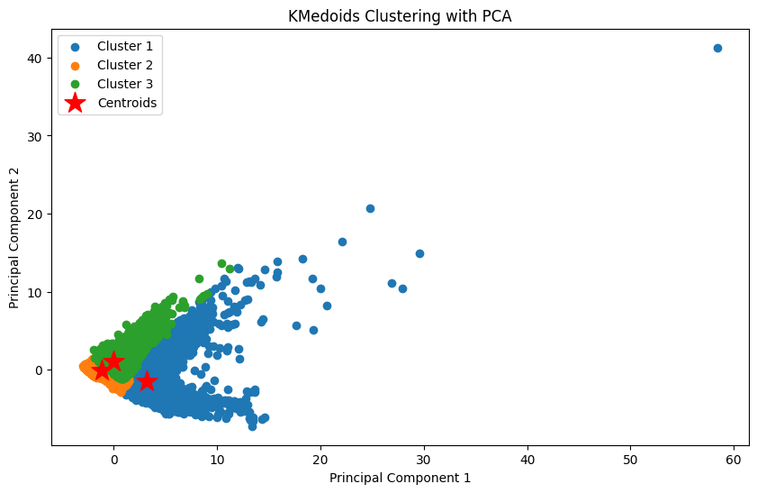 KMedoids Clustering with PCA
Cluster 1
Cluster 2
Cluster 3
Centroids
Principal Component 2
40
30
20
10
0
0 10 20 30 40 50 60
Principal Component 1